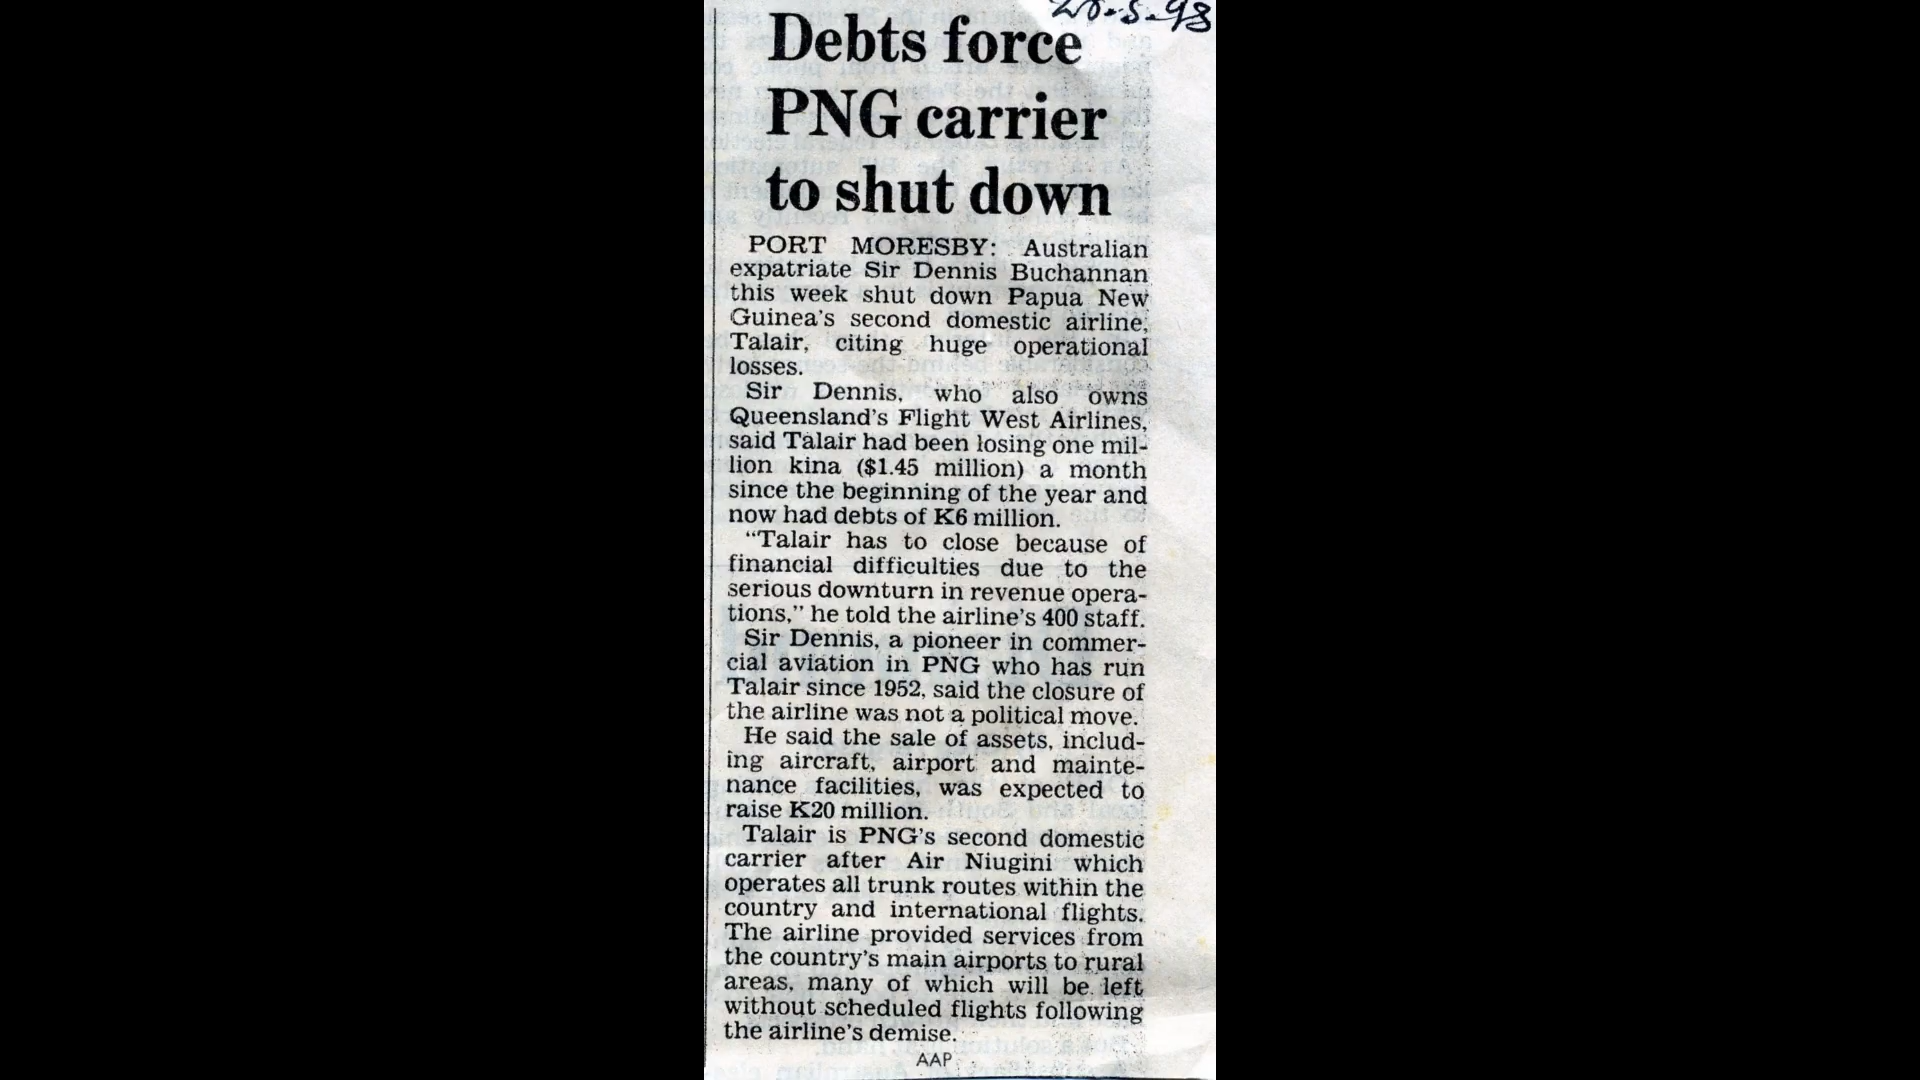 Debts force
PNG carrier
to shut down
PORT MORESBY: Australian
expatriate Sir Dennis Buchannan
this week shut down Papua New
Guinea's second domestic airline,
Talair, citing huge operational
losses.
Sir Dennis, who also owns
Queensland's Flight West Airlines,
said Talair had been losing one mil-
lion kina ($1.45 million) a month
since the beginning of the year and
now had debts of K6 million.
"Talair has to close because of
financial difficulties due to the
serious downturn in revenue opera-
tions," he told the airline's 400 staff.
Sir Dennis, a pioneer in commer-
cial aviation in PNG who has run
Talair since 1952, said the closure of
the airline was not a political move.
He said the sale of assets, includ-
ing aircraft, airport and mainte-
nance facilities, was expected to
raise K20 million.
Talair is PNG's second domestic
carrier after Air Niugini which
operates all trunk routes within the
country and international flights.
The airline provided services from
the country's main airports to rural
areas, many of which will be left
without scheduled flights following
the airline's demise.
AAP